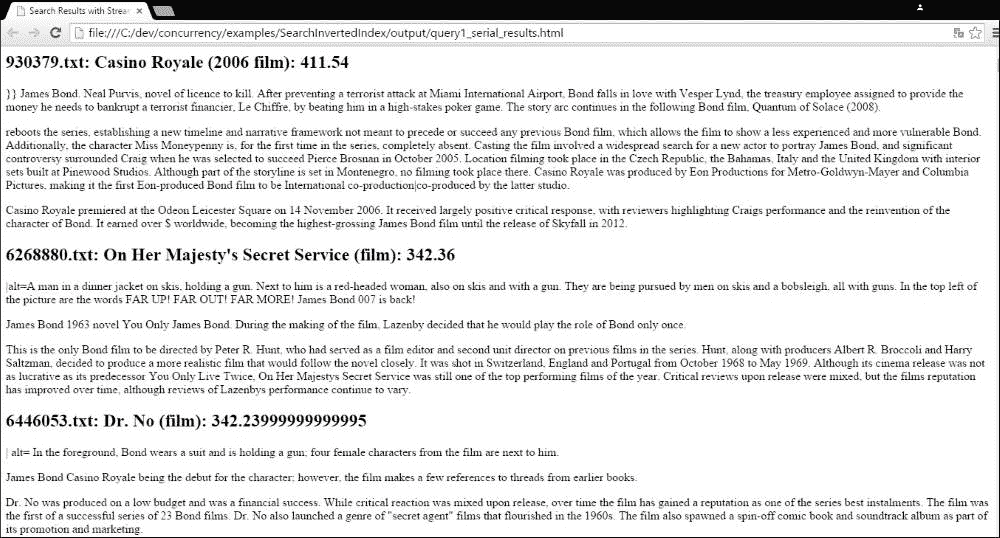 Search Results with Strea
file:///C:/dev/concurrency/examples/SearchInvertedIndex/output/query1_serial_results.html
930379.txt: Casino Royale (2006 film): 411.54
}} James Bond. Neal Purvis, novel of licence to kill. After preventing a terrorist attack at Miami International Airport, Bond falls in love with Vesper Lynd, the treasury employee assigned to provide the
money he needs to bankrupt a terrorist financier, Le Chiffre, by beating him in a high-stakes poker game. The story arc continues in the following Bond film, Quantum of Solace (2008).
reboots the series, establishing a new timeline and narrative framework not meant to precede or succeed any previous Bond film, which allows the film to show a less experienced and more vulnerable Bond.
Additionally, the character Miss Moneypenny is, for the first time in the series, completely absent. Casting the film involved a widespread search for a new actor to portray James Bond, and significant
controversy surrounded Craig when he was selected to succeed Pierce Brosnan in October 2005. Location filming took place in the Czech Republic, the Bahamas, Italy and the United Kingdom with interior
sets built at Pinewood Studios. Although part of the storyline is set in Montenegro, no filming took place there. Casino Royale was produced by Eon Productions for Metro-Goldwyn-Mayer and Columbia
Pictures, making it the first Eon-produced Bond film to be International co-production|co-produced by the latter studio.
Casino Royale premiered at the Odeon Leicester Square on 14 November 2006. It received largely positive critical response, with reviewers highlighting Craigs performance and the reinvention of the
character of Bond. It earned over $ worldwide, becoming the highest-grossing James Bond film until the release of Skyfall in 2012.
6268880.txt: On Her Majesty's Secret Service (film): 342.36
|alt=A man in a dinner jacket on skis, holding a gun. Next to him is a red-headed woman, also on skis and with a gun. They are being pursued by men on skis and a bobsleigh, all with guns. In the top left of
the picture are the words FAR UP! FAR OUT! FAR MORE! James Bond 007 is back!
James Bond 1963 novel You Only James Bond. During the making of the film, Lazenby decided that he would play the role of Bond only once.
This is the only Bond film to be directed by Peter R. Hunt, who had served as a film editor and second unit director on previous films in the series. Hunt, along with producers Albert R. Broccoli and Harry
Saltzman, decided to produce a more realistic film that would follow the novel closely. It was shot in Switzerland, England and Portugal from October 1968 to May 1969. Although its cinema release was not
as lucrative as its predecessor You Only Live Twice, On Her Majestys Secret Service was still one of the top performing films of the year. Critical reviews upon release were mixed, but the films reputation
has improved over time, although reviews of Lazenbys performance continue to vary.
6446053.txt: Dr. No (film): 342.23999999999995
| alt= In the foreground, Bond wears a suit and is holding a gun; four female characters from the film are next to him.
James Bond Casino Royale being the debut for the character; however, the film makes a few references to threads from earlier books.
Dr. No was produced on a low budget and was a financial success. While critical reaction was mixed upon release, over time the film has gained a reputation as one of the series best instalments. The film was
the first of a successful series of 23 Bond films. Dr. No also launched a genre of "secret agent" films that flourished in the 1960s. The film also spawned a spin-off comic book and soundtrack album as part of
its promotion and marketing.